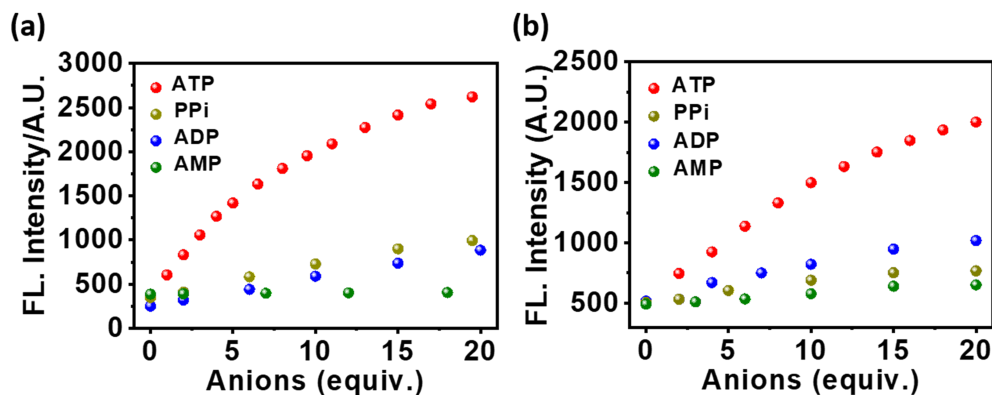 (a)
FL. Intensity/A.U.
3000
2500
2000
1500
1000
500
0
ATP
PPi
ADP
AMP
0 5 10 15 20
Anions (equiv.)
(b)
FL. Intensity (A.U.)
2500
2000
1500
1000
500
ATP
PPi
ADP
AMP
0 5 10 15 20
Anions (equiv.)